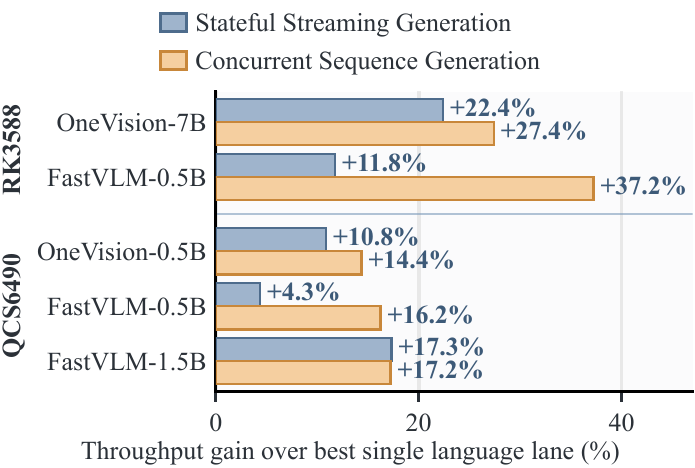 Stateful Streaming Generation
Concurrent Sequence Generation
RK3588
OneVision-7B
+22.4%
+27.4%
FastVLM-0.5B
+11.8%
+37.2%
QCS6490
OneVision-0.5B
+10.8%
+14.4%
FastVLM-0.5B
+4.3%
+16.2%
FastVLM-1.5B
+17.3%
+17.2%
0 20 40
Throughput gain over best single language lane (%)